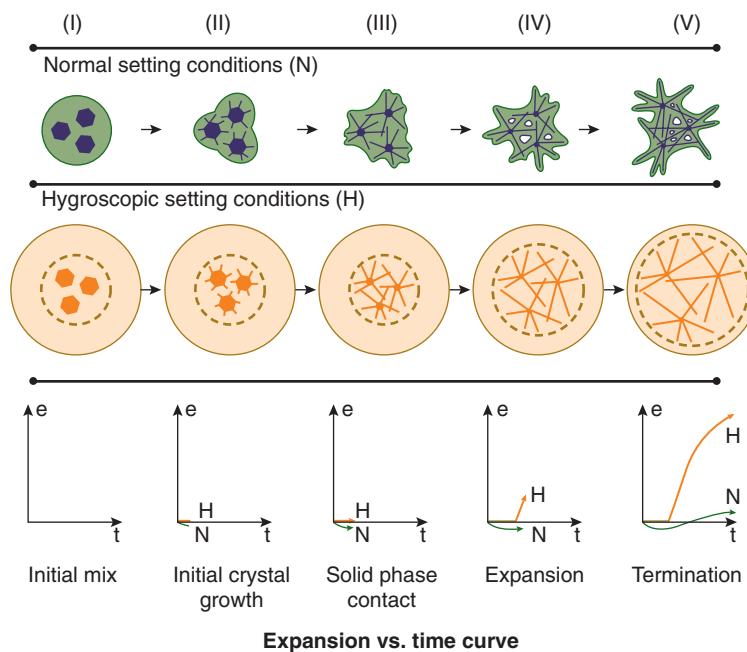 (I) (II) (III) (IV) (V)
Normal setting conditions (N)
Hygroscopic setting conditions (H)
e e e e e
H
N
H
N
H
N
H
N
t t t t t
Initial mix
Initial crystal
growth
Solid phase
contact
Expansion
Termination
Expansion vs. time curve